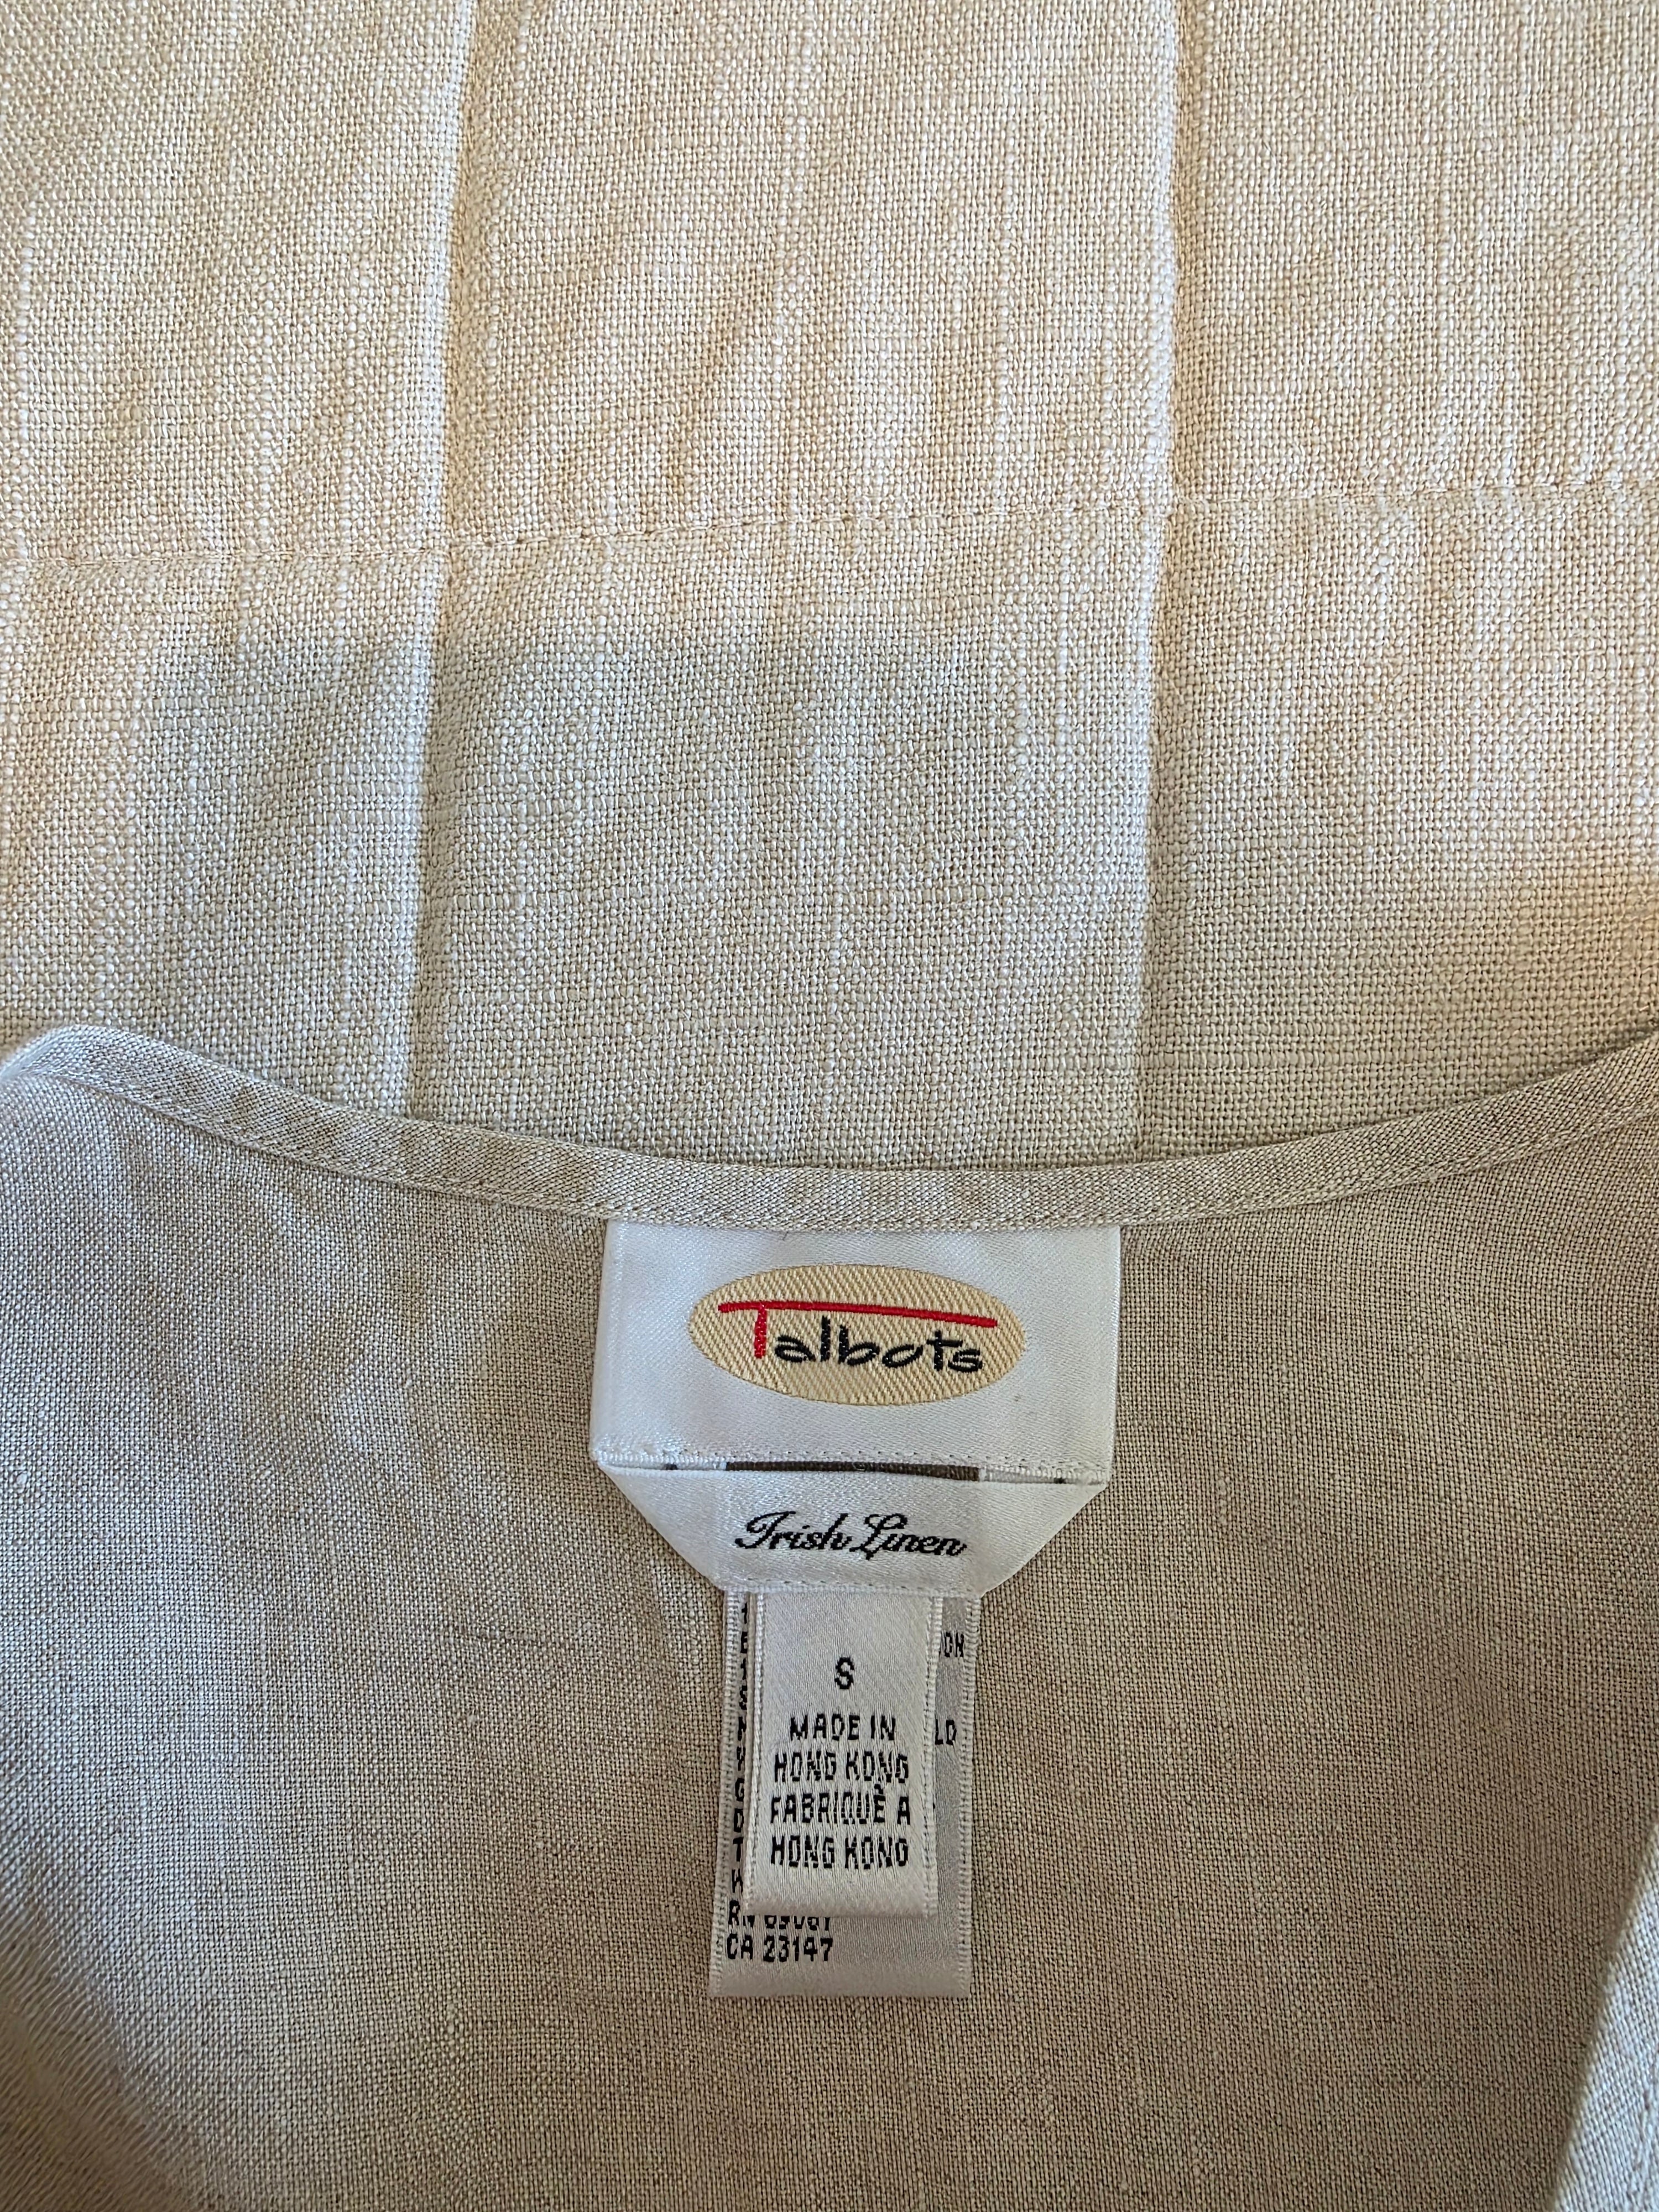 Talbots
Irish Linen
S
MADE IN
HONG KONG
FABRIQUÈ A
HONG KONG
CA 23147